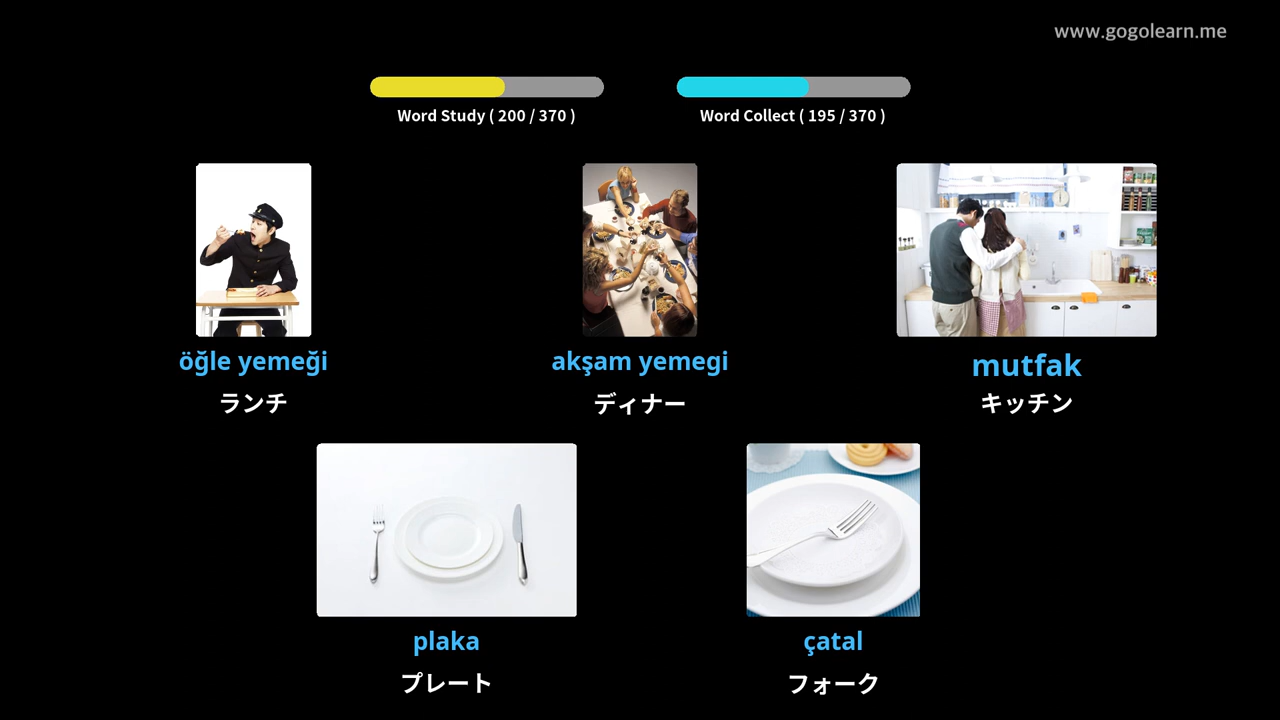 www.gogolearn.me
Word Study ( 200 / 370 )
Word Collect ( 195 / 370 )
öğle yemeği
ランチ
akşam yemegi
ディナー
mutfak
キッチン
plaka
プレート
çatal
フォーク